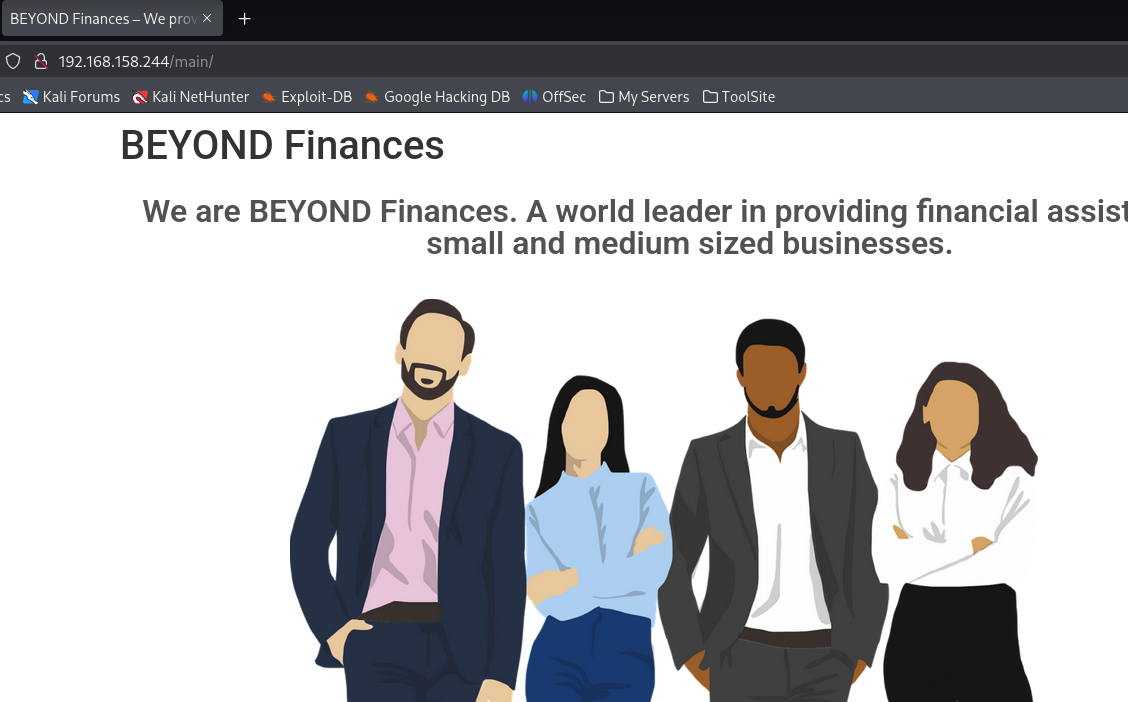 BEYOND Finances – We prov
192.168.158.244/main/
cs Kali Forums Kali NetHunter Exploit-DB Google Hacking DB OffSec My Servers ToolSite
BEYOND Finances
We are BEYOND Finances. A world leader in providing financial assist
small and medium sized businesses.